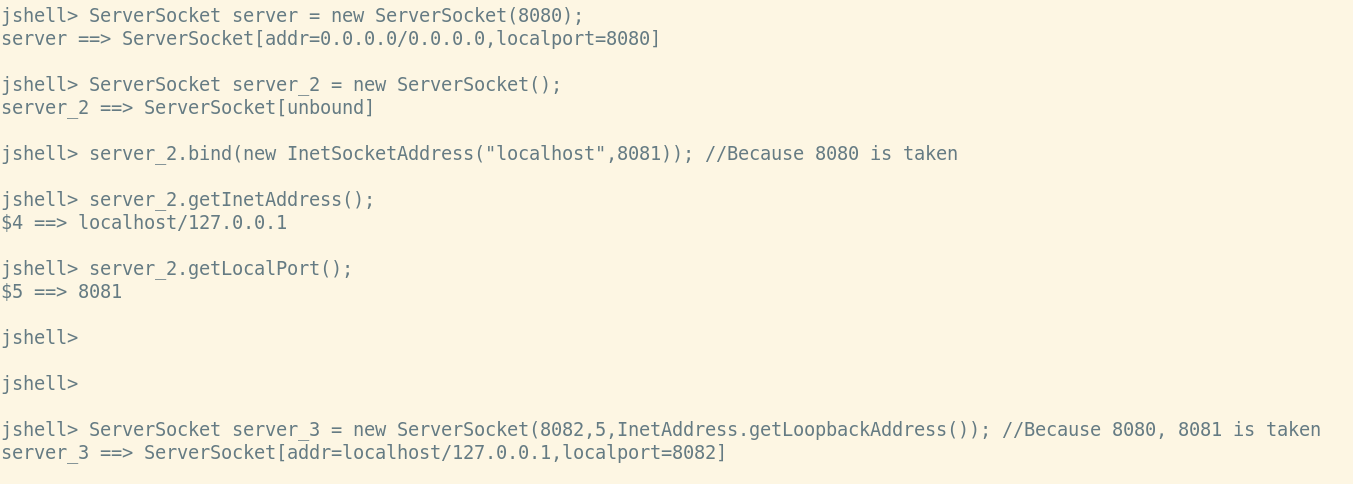 jshell> ServerSocket server = new ServerSocket(8080);
server ==> ServerSocket[addr=0.0.0.0/0.0.0.0,localport=8080]
jshell> ServerSocket server_2 = new ServerSocket();
server_2 ==> ServerSocket[unbound]
jshell> server_2.bind(new InetSocketAddress("localhost",8081)); //Because 8080 is taken
jshell> server_2.getInetAddress();
$4 ==> localhost/127.0.0.1
jshell> server_2.getLocalPort();
$5 ==> 8081
jshell>
jshell>
jshell> ServerSocket server_3 = new ServerSocket(8082,5,InetAddress.getLoopbackAddress()); //Because 8080, 8081 is taken
server_3 ==> ServerSocket[addr=localhost/127.0.0.1,localport=8082]